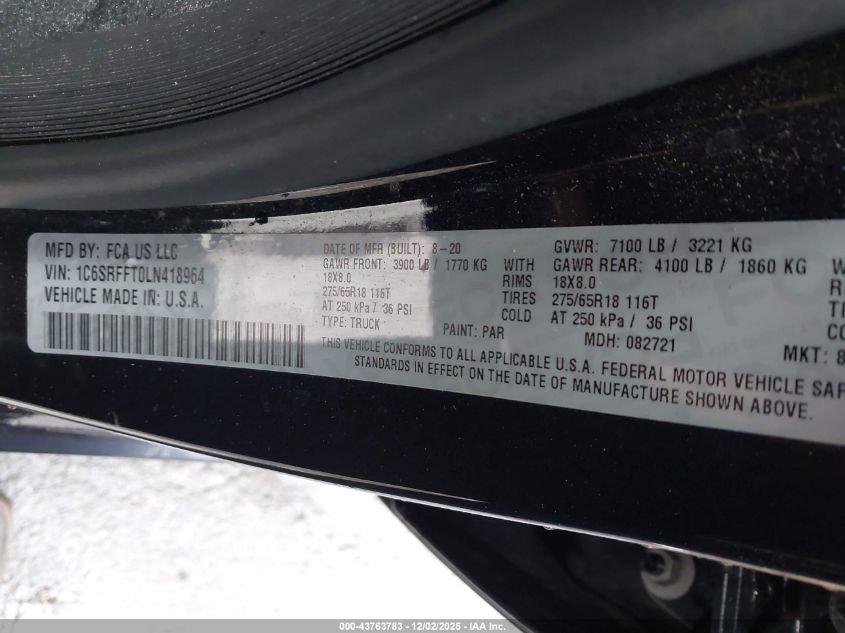 MFD BY: FCA US LLC
VIN: 1C6SRFFT0LN418964
VEHICLE MADE IN: U.S.A.
DATE OF MFR (BUILT): 8-20
GAWR FRONT: 3900 LB / 1770 KG WITH
18X8.0 RIMS
275/65R18 116T TIRES
AT 250 kPa / 36 PSI COLD
TYPE: TRUCK
PAINT: PAR
GVWR: 7100 LB / 3221 KG
GAWR REAR: 4100 LB / 1860 KG
18X8.0
275/65R18 116T
AT 250 kPa / 36 PSI
MDH: 082721
MKT: 8
THIS VEHICLE CONFORMS TO ALL APPLICABLE U.S.A. FEDERAL MOTOR VEHICLE SAF
STANDARDS IN EFFECT ON THE DATE OF MANUFACTURE SHOWN ABOVE.
000-43763783 - 12/02/2025 - IAA Inc.